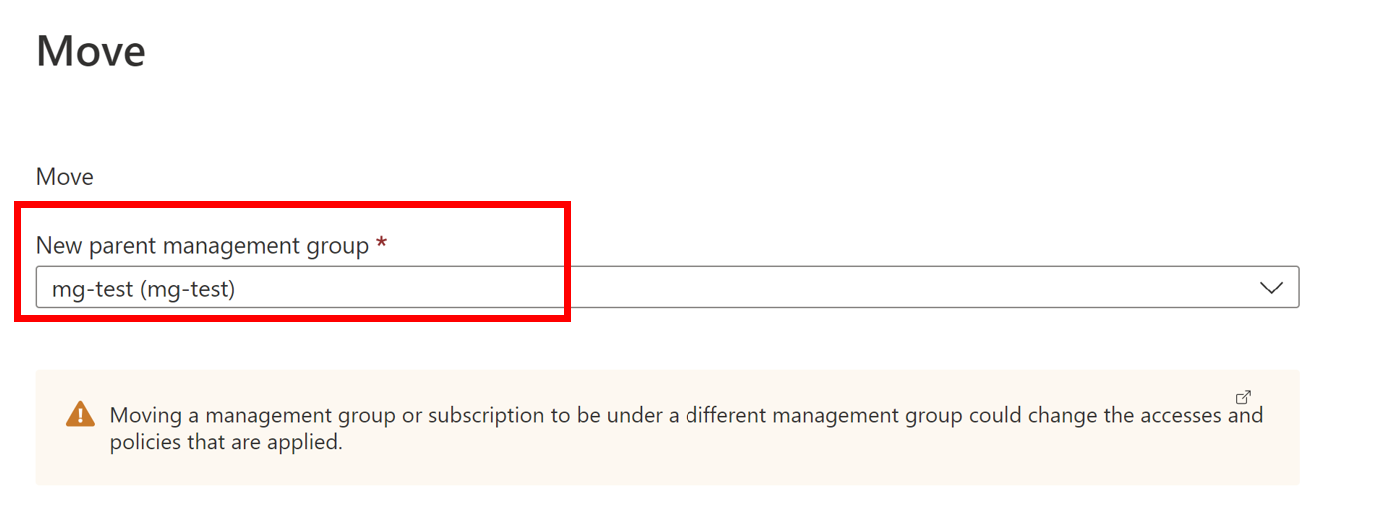 Move
Move
New parent management group *
mg-test (mg-test)
Moving a management group or subscription to be under a different management group could change the accesses and
policies that are applied.